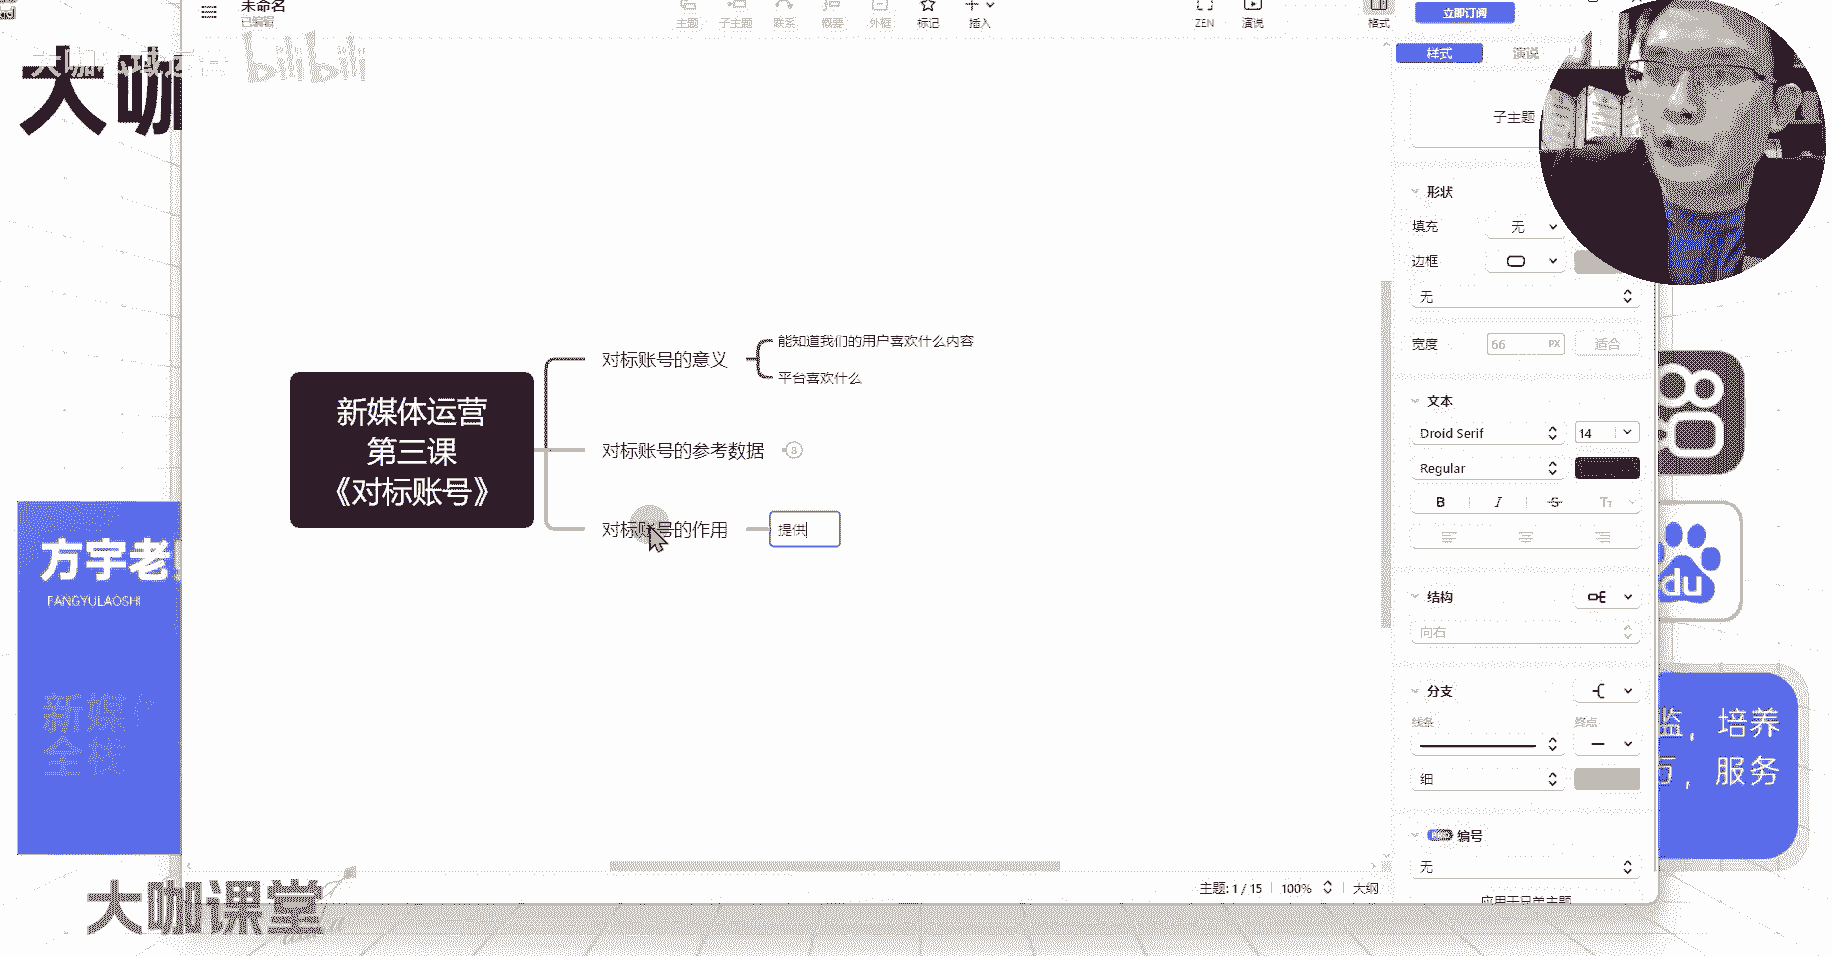 未命名
已编辑
主题
子主题
联系
概要
外框
标记
插入
ZEN
演说
格式
立即订阅
大咖私域运营
bilibili
大咖
样式
演说
子主题
形状
填充
无
边框
无
宽度
66
PX
适合
文本
Droid Serif
14
Regular
B
I
S
Tт
结构
向右
分支
线条
终点
细
编号
无
新媒体运营
第三课
《对标账号》
对标账号的意义
能知道我们的用户喜欢什么内容
平台喜欢什么
对标账号的参考数据
8
对标账号的作用
提供
方宇老
FANGYULAOSHI
新媒
全栈
du
，培养
，服务
主题: 1 / 15
100%
大纲
大咖课堂